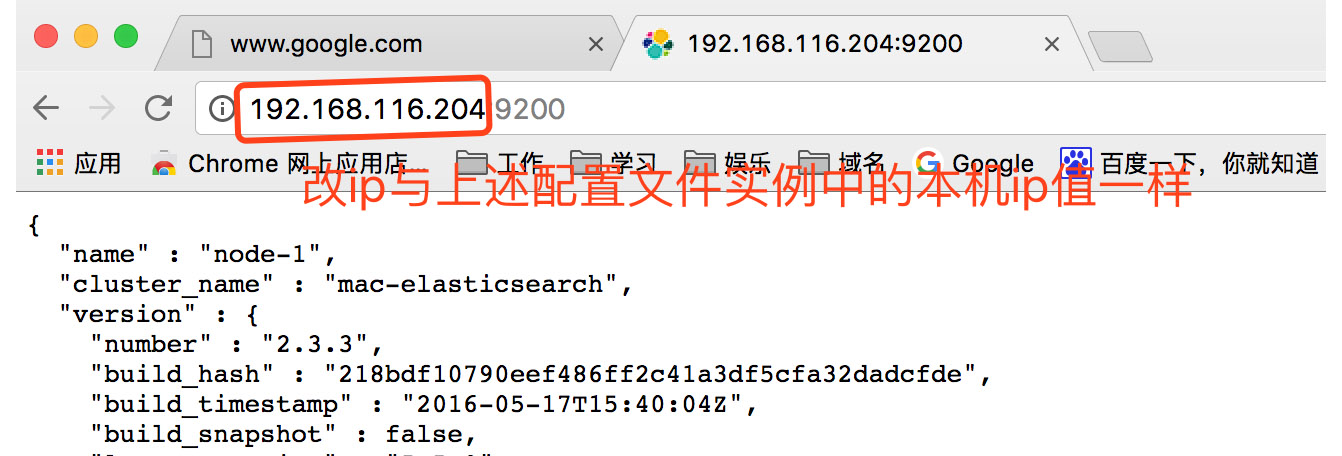 www.google.com 192.168.116.204:9200
192.168.116.204:9200
应用 Chrome 网上应用店... 工作 学习 娱乐 域名 Google 百度一下，你就知道
改ip与上述配置文件实例中的本机ip值一样
{
"name" : "node-1",
"cluster_name" : "mac-elasticsearch",
"version" : {
"number" : "2.3.3",
"build_hash" : "218bdf10790eef486ff2c41a3df5cfa32dadcfde",
"build_timestamp" : "2016-05-17T15:40:04Z",
"build_snapshot" : false,